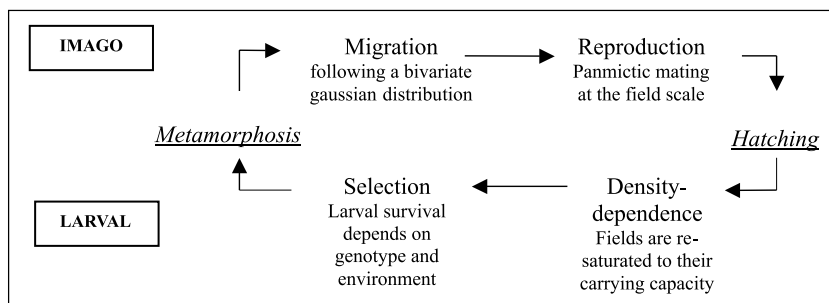 IMAGO
Migration
following a bivariate
gaussian distribution
Reproduction
Panmictic mating
at the field scale
Metamorphosis
Hatching
LARVAL
Selection
Larval survival
depends on
genotype and
environment
Density-
dependence
Fields are re-
saturated to their
carrying capacity